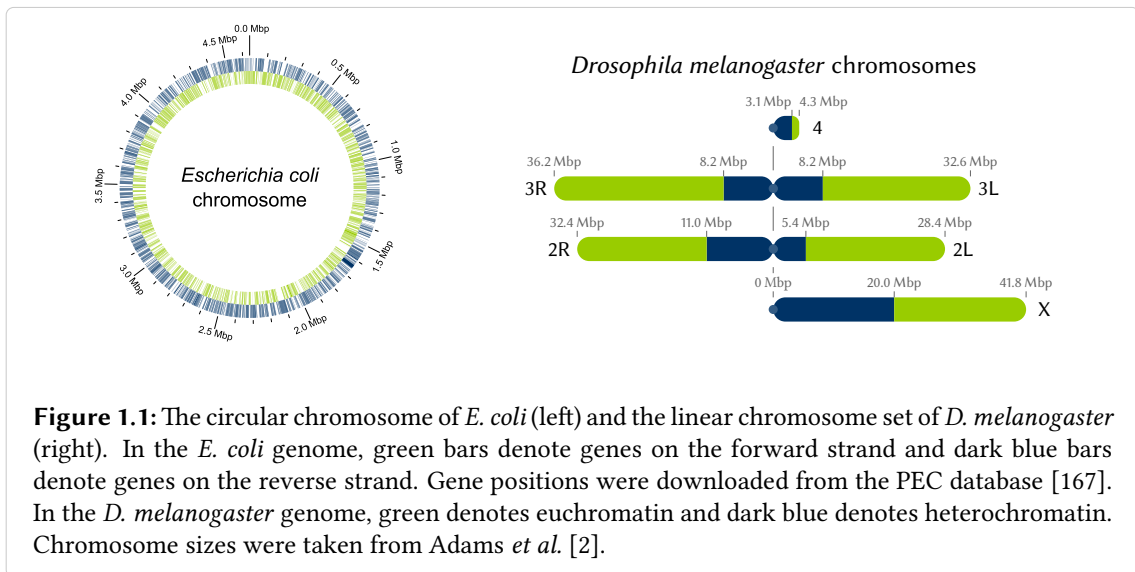 0.0 Mbp
0.5 Mbp
1.0 Mbp
1.5 Mbp
2.0 Mbp
2.5 Mbp
3.0 Mbp
3.5 Mbp
4.0 Mbp
4.5 Mbp
Escherichia coli
chromosome
Drosophila melanogaster chromosomes
3.1 Mbp 4.3 Mbp
4
36.2 Mbp 8.2 Mbp 8.2 Mbp 32.6 Mbp
3R 3L
32.4 Mbp 11.0 Mbp 5.4 Mbp 28.4 Mbp
2R 2L
0 Mbp 20.0 Mbp 41.8 Mbp
X
Figure 1.1: The circular chromosome of E. coli (left) and the linear chromosome set of D. melanogaster
(right). In the E. coli genome, green bars denote genes on the forward strand and dark blue bars
denote genes on the reverse strand. Gene positions were downloaded from the PEC database [167].
In the D. melanogaster genome, green denotes euchromatin and dark blue denotes heterochromatin.
Chromosome sizes were taken from Adams et al. [2].